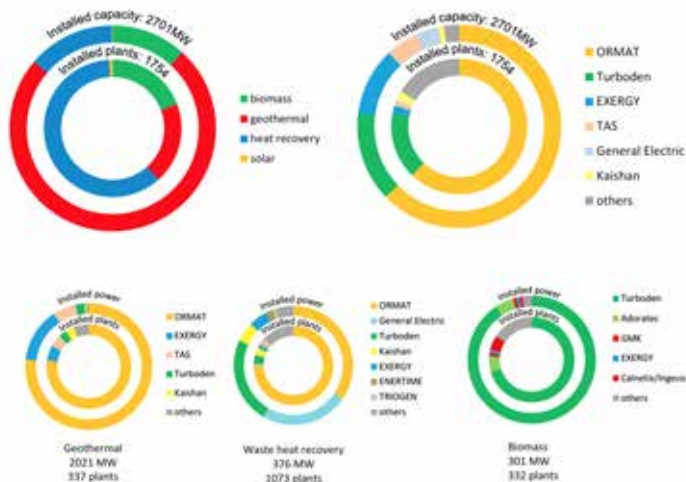 Installed capacity: 2701MW
Installed plants: 1754
biomass
geothermal
heat recovery
solar
Installed capacity: 2701MW
Installed plants: 1754
ORMAT
Turboden
EXERGY
TAS
General Electric
Kaishan
others
Installed power
Installed plants
ORMAT
EXERGY
TAS
Turboden
Kaishan
others
Geothermal
2021 MW
337 plants
Installed power
Installed plants
ORMAT
General Electric
Turboden
Kaishan
EXERGY
ENERTIME
TRIOGEN
others
Waste heat recovery
376 MW
1073 plants
Installed power
Installed plants
Turboden
Adoratec
GMK
EXERGY
others
Biomass
301 MW
332 plants